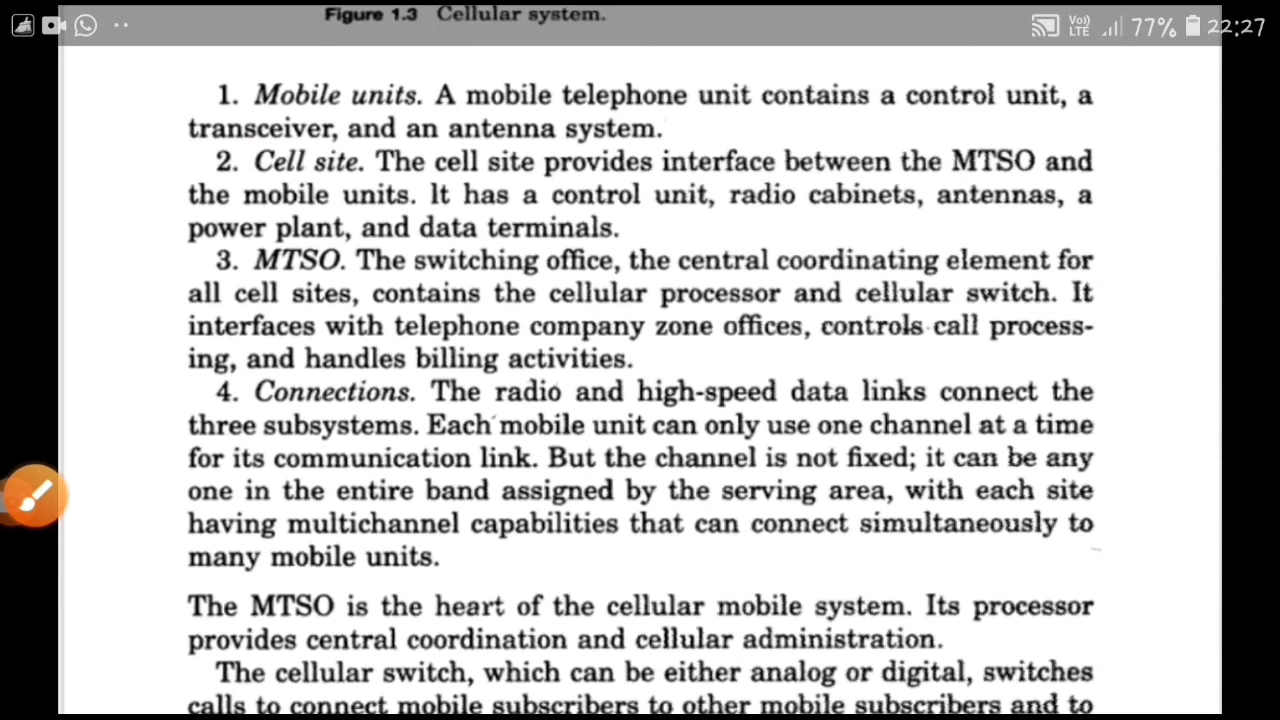 Figure 1.3 Cellular system.
Vo) LTE 77% 22:27
1. Mobile units. A mobile telephone unit contains a control unit, a
transceiver, and an antenna system.
2. Cell site. The cell site provides interface between the MTSO and
the mobile units. It has a control unit, radio cabinets, antennas, a
power plant, and data terminals.
3. MTSO. The switching office, the central coordinating element for
all cell sites, contains the cellular processor and cellular switch. It
interfaces with telephone company zone offices, controls call process-
ing, and handles billing activities.
4. Connections. The radio and high-speed data links connect the
three subsystems. Each mobile unit can only use one channel at a time
for its communication link. But the channel is not fixed; it can be any
one in the entire band assigned by the serving area, with each site
having multichannel capabilities that can connect simultaneously to
many mobile units.
The MTSO is the heart of the cellular mobile system. Its processor
provides central coordination and cellular administration.
The cellular switch, which can be either analog or digital, switches
calls to connect mobile subscribers to other mobile subscribers and to